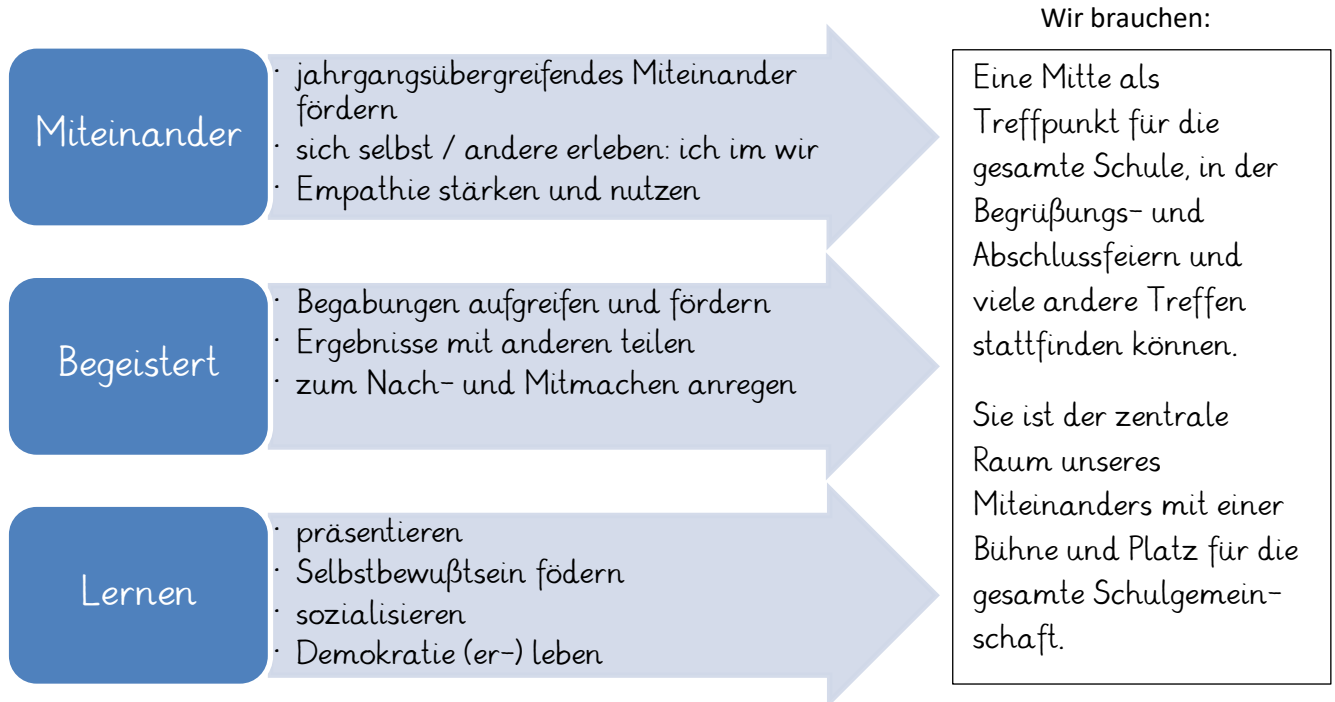 Wir brauchen:
Miteinander
· jahrgangsübergreifendes Miteinander
fördern
· sich selbst / andere erleben: ich im wir
· Empathie stärken und nutzen
Begeistert
· Begabungen aufgreifen und fördern
· Ergebnisse mit anderen teilen
· zum Nach- und Mitmachen anregen
Lernen
· präsentieren
· Selbstbewußtsein födern
· sozialisieren
· Demokratie (er-) leben
Eine Mitte als
Treffpunkt für die
gesamte Schule, in der
Begrüßungs- und
Abschlussfeiern und
viele andere Treffen
stattfinden können.
Sie ist der zentrale
Raum unseres
Miteinanders mit einer
Bühne und Platz für die
gesamte Schulgemein-
schaft.